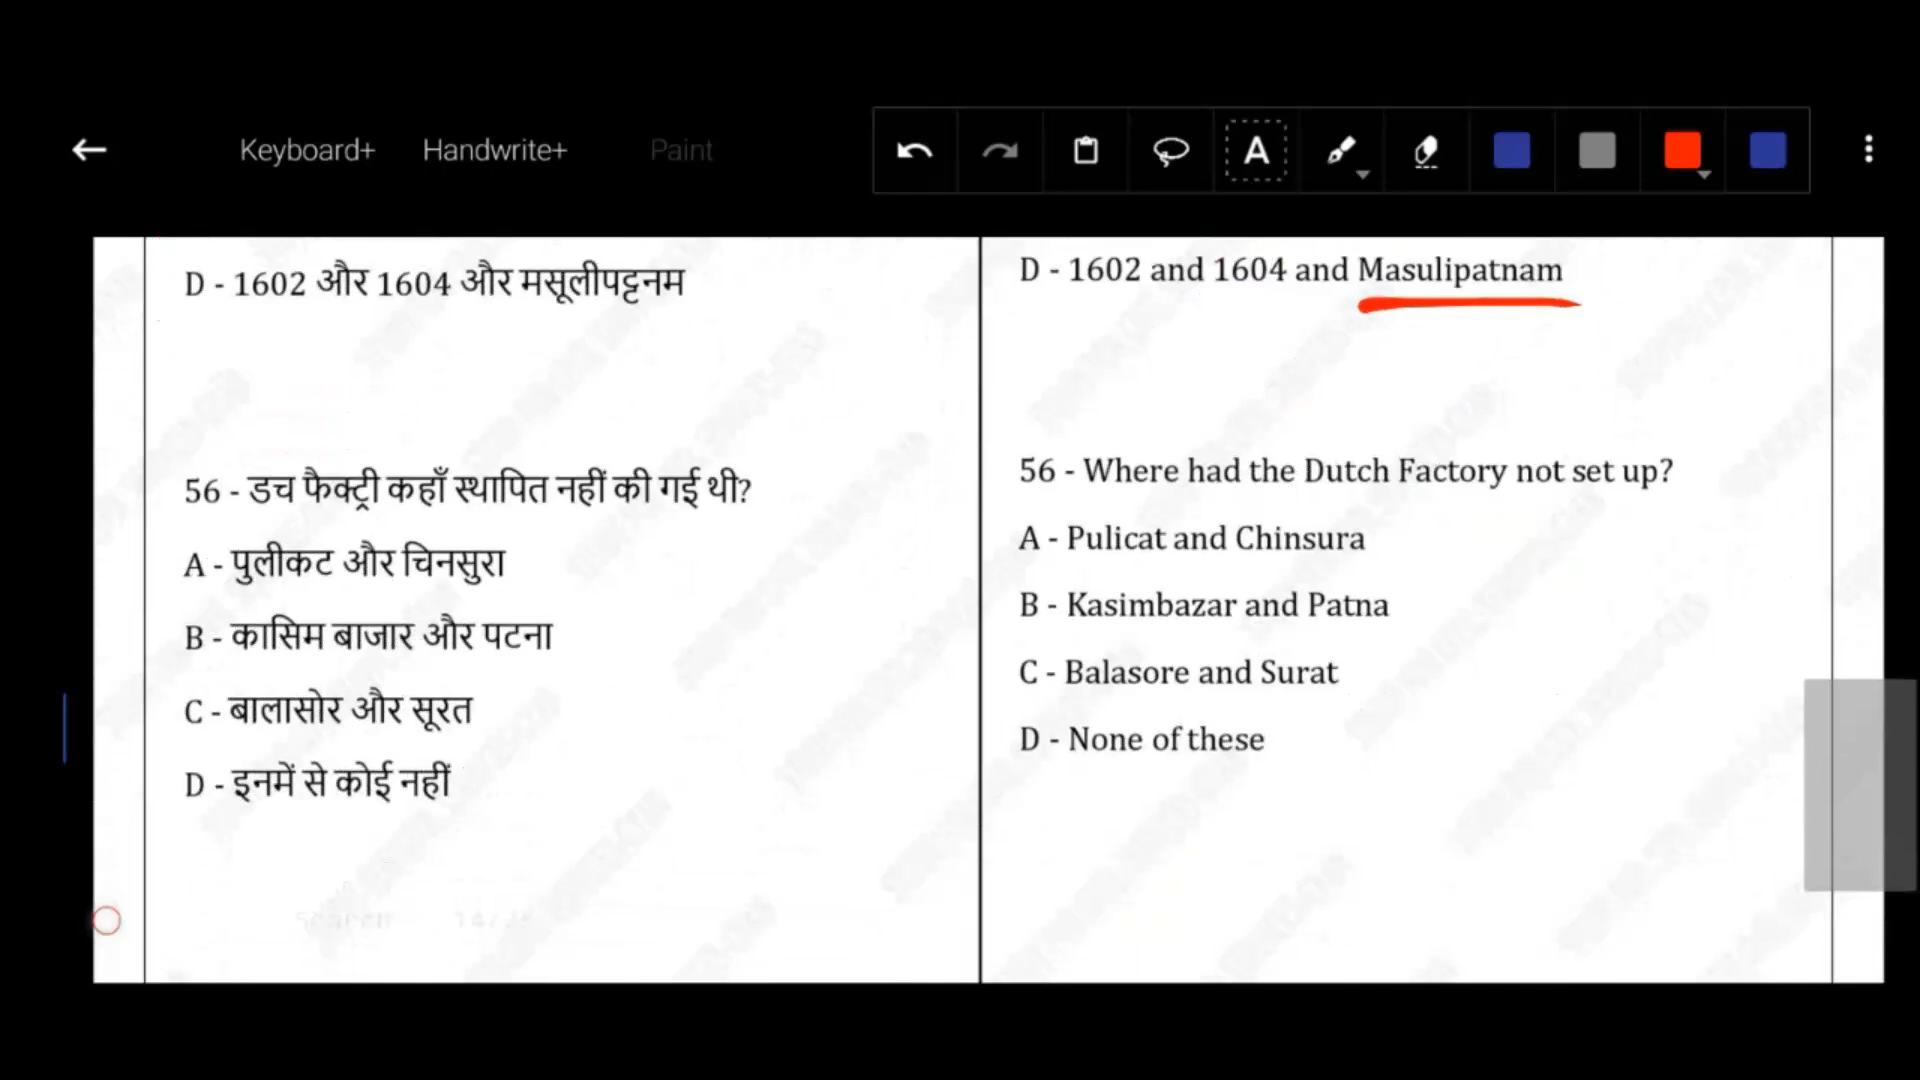 Keyboard+ Handwrite+ Paint A
D - 1602 और 1604 और मसूलीपट्टनम
56 - डच फैक्ट्री कहाँ स्थापित नहीं की गई थी?
A - पुलीकट और चिनसुरा
B - कासिम बाजार और पटना
C - बालासोर और सूरत
D - इनमें से कोई नहीं
D - 1602 and 1604 and Masulipatnam
56 - Where had the Dutch Factory not set up?
A - Pulicat and Chinsura
B - Kasimbazar and Patna
C - Balasore and Surat
D - None of these